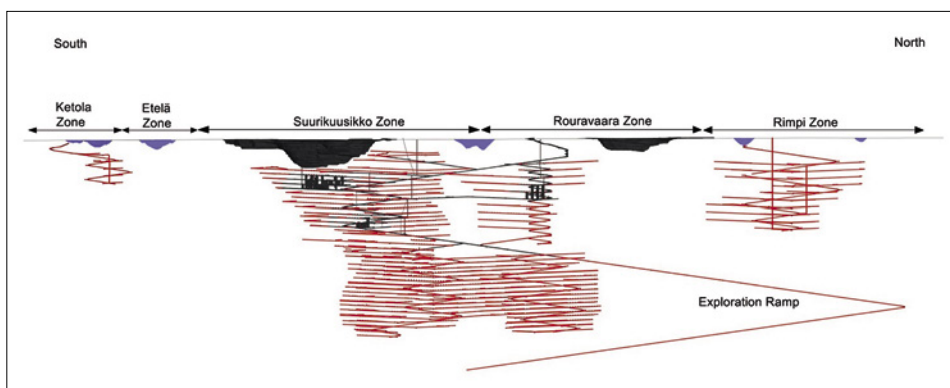 South
North
Ketola
Zone
Etelä
Zone
Suurikuusikko Zone
Rouravaara Zone
Rimpi Zone
Exploration Ramp